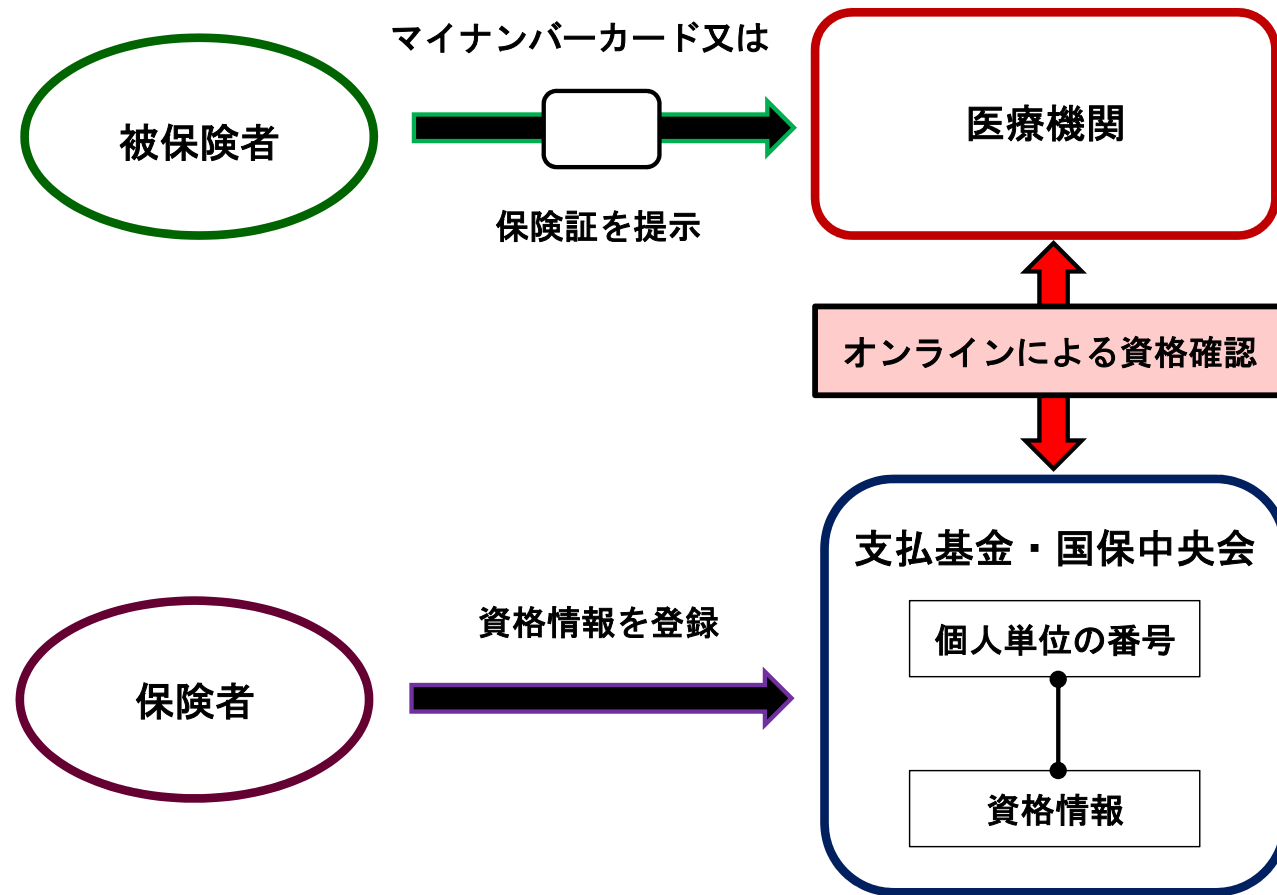 マイナンバーカード又は
被保険者
医療機関
保険証を提示
オンラインによる資格確認
支払基金・国保中央会
資格情報を登録
個人単位の番号
保険者
資格情報